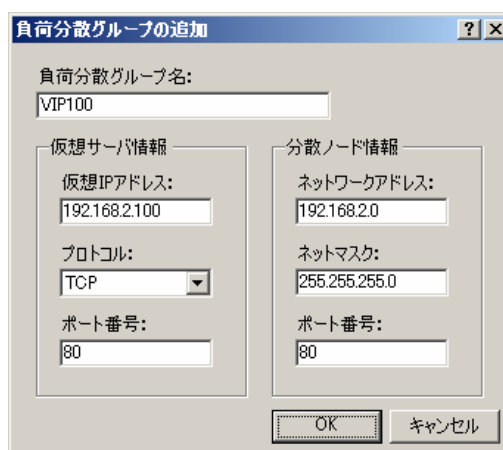 負荷分散グループの追加
負荷分散グループ名:
VIP100
仮想サーバ情報
仮想IPアドレス:
192.168.2.100
プロトコル:
TCP
ポート番号:
80
分散ノード情報
ネットワークアドレス:
192.168.2.0
ネットマスク:
255.255.255.0
ポート番号:
80
OK
キャンセル